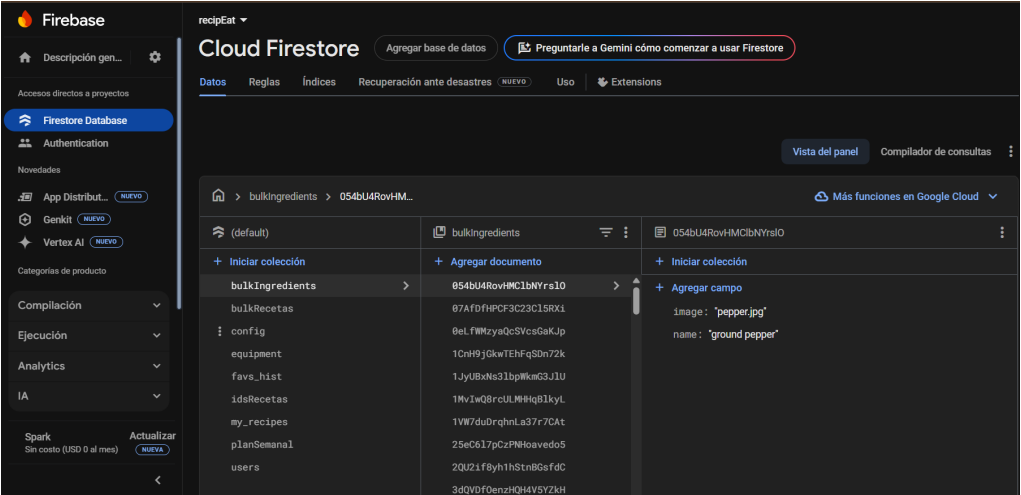 Firebase
Descripción gen...
Accesos directos a proyectos
Firestore Database
Authentication
Novedades
App Distribut... NUEVO
Genkit NUEVO
Vertex AI NUEVO
Categorías de producto
Compilación
Ejecución
Analytics
IA
Spark
Sin costo (USD 0 al mes)
Actualizar
NUEVA
recipEat
Cloud Firestore
Agregar base de datos
Preguntarle a Gemini cómo comenzar a usar Firestore
Datos Reglas Índices Recuperación ante desastres NUEVO Uso Extensions
Vista del panel Compilador de consultas
bulkIngredients 054bU4RovHM...
Más funciones en Google Cloud
(default)
Iniciar colección
bulkIngredients
bulkRecetas
config
equipment
favs_hist
idsRecetas
my_recipes
planSemanal
users
bulkIngredients
Agregar documento
054bU4RovHMClbNYrslO
07AfDfHPCF3C23Cl5RXi
0eLfWMzyaQcSVcsGaKJp
1CnH9jGkwTEhFqSDn72k
1JyUBxNs3lbpWkmG3JlU
1MvIwQ8rcULMHHqBlkyL
1VW7duDrqhnLa37r7CAt
25eC6l7pCzPNHoavedo5
2QU2if8yh1hStnBGsfdC
3dQVDfOenzHQH4V5YZkH
054bU4RovHMClbNYrslO
Iniciar colección
Agregar campo
image: "pepper.jpg"
name: "ground pepper"